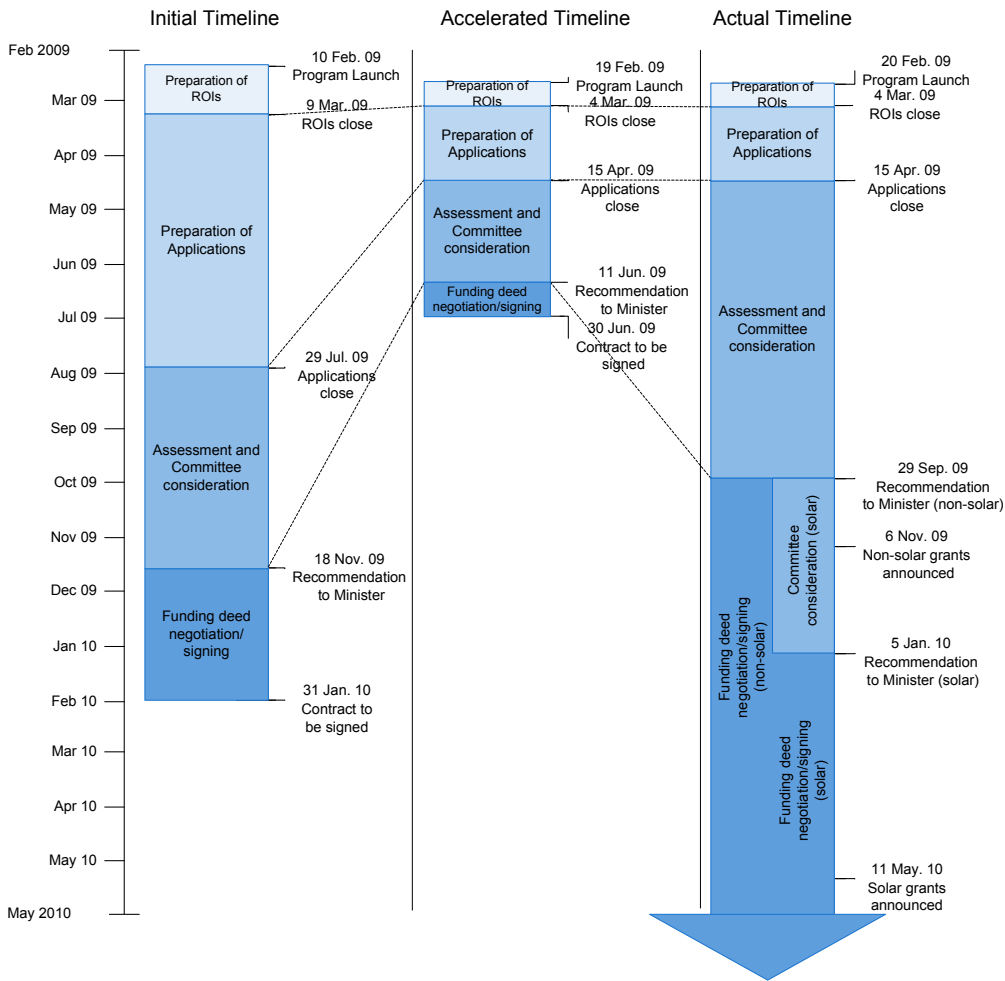 Initial Timeline
Accelerated Timeline
Actual Timeline
Feb 2009
Mar 09
Apr 09
May 09
Jun 09
Jul 09
Aug 09
Sep 09
Oct 09
Nov 09
Dec 09
Jan 10
Feb 10
Mar 10
Apr 10
May 10
May 2010
Preparation of
ROIs
Preparation of
Applications
Assessment and
Committee
consideration
Funding deed
negotiation/
signing
10 Feb. 09
Program Launch
9 Mar. 09
ROIs close
29 Jul. 09
Applications
close
18 Nov. 09
Recommendation
to Minister
31 Jan. 10
Contract to
be signed
Preparation of
ROIs
Preparation of
Applications
Assessment and
Committee
consideration
Funding deed
negotiation/signing
19 Feb. 09
Program Launch
4 Mar. 09
ROIs close
15 Apr. 09
Applications
close
11 Jun. 09
Recommendation
to Minister
30 Jun. 09
Contract to be
signed
Preparation of
ROIs
Preparation of
Applications
Assessment and
Committee
consideration
Funding deed
negotiation/signing
(non-solar)
Committee
consideration (solar)
Funding deed
negotiation/signing
(solar)
20 Feb. 09
Program Launch
4 Mar. 09
ROIs close
15 Apr. 09
Applications
close
29 Sep. 09
Recommendation
to Minister (non-solar)
6 Nov. 09
Non-solar grants
announced
5 Jan. 10
Recommendation
to Minister (solar)
11 May. 10
Solar grants
announced